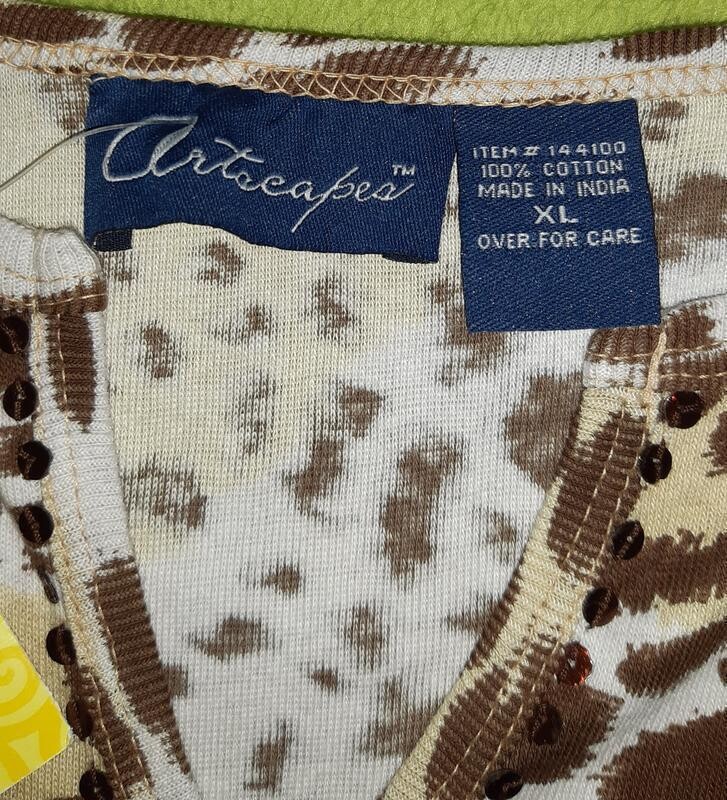 Artscapes™
ITEM # 144100
100% COTTON
MADE IN INDIA
XL
OVER FOR CARE